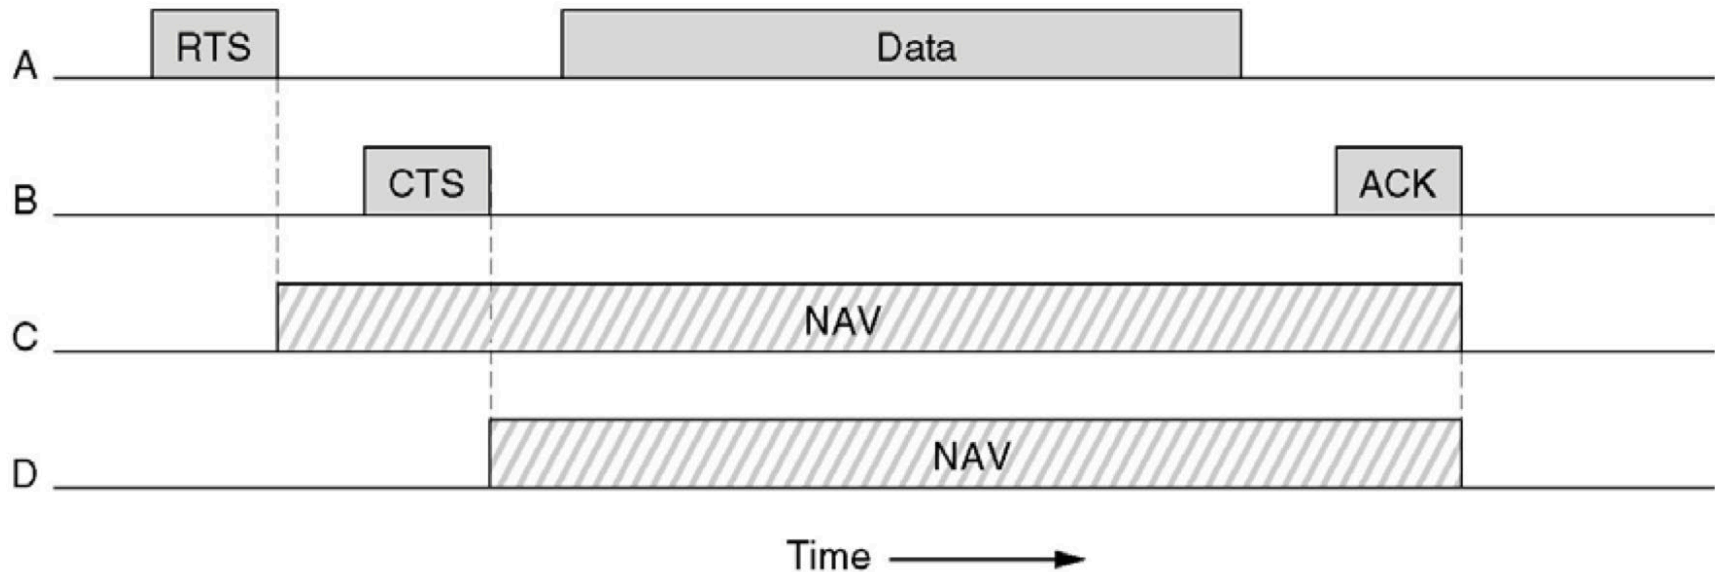 A RTS Data
B CTS ACK
C NAV
D NAV
Time